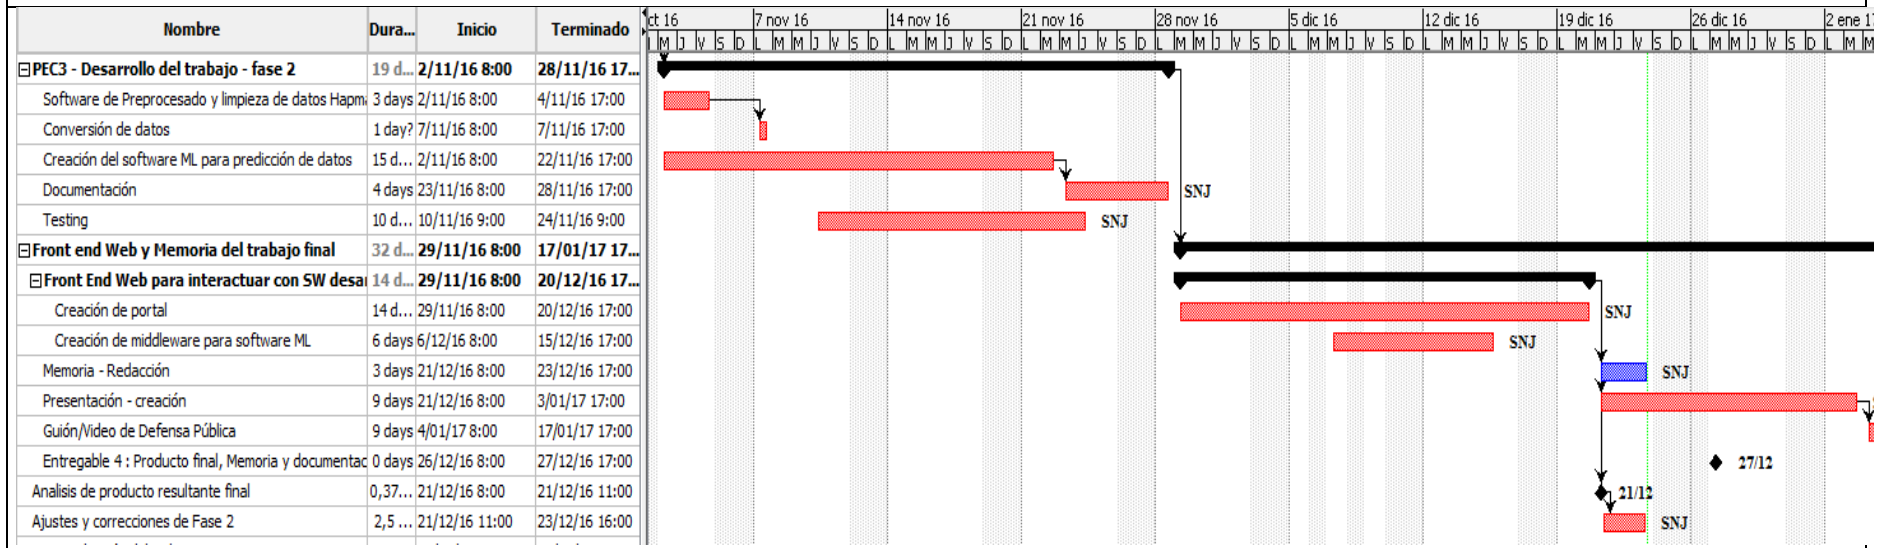 Nombre Dura... Inicio Terminado
ct 16 7 nov 16 14 nov 16 21 nov 16 28 nov 16 5 dic 16 12 dic 16 19 dic 16 26 dic 16 2 ene 1
M J V S D L M M J V S D L M M J V S D L M M J V S D L M M J V S D L M M J V S D L M M J V S D L M M J V S D L M M J V S D L M M
PEC3 - Desarrollo del trabajo - fase 2 19 d... 2/11/16 8:00 28/11/16 17...
Software de Preprocesado y limpieza de datos Hapm 3 days 2/11/16 8:00 4/11/16 17:00
Conversión de datos 1 day? 7/11/16 8:00 7/11/16 17:00
Creación del software ML para predicción de datos 15 d... 2/11/16 8:00 22/11/16 17:00
Documentación 4 days 23/11/16 8:00 28/11/16 17:00 SNJ
Testing 10 d... 10/11/16 9:00 24/11/16 9:00 SNJ
Front end Web y Memoria del trabajo final 32 d... 29/11/16 8:00 17/01/17 17...
Front End Web para interactuar con SW desa 14 d... 29/11/16 8:00 20/12/16 17...
Creación de portal 14 d... 29/11/16 8:00 20/12/16 17:00 SNJ
Creación de middleware para software ML 6 days 6/12/16 8:00 15/12/16 17:00 SNJ
Memoria - Redacción 3 days 21/12/16 8:00 23/12/16 17:00 SNJ
Presentación - creación 9 days 21/12/16 8:00 3/01/17 17:00
Guión/Video de Defensa Pública 9 days 4/01/17 8:00 17/01/17 17:00
Entregable 4 : Producto final, Memoria y documentac 0 days 26/12/16 8:00 27/12/16 17:00 27/12
Analisis de producto resultante final 0,37... 21/12/16 8:00 21/12/16 11:00 21/12
Ajustes y correcciones de Fase 2 2,5 ... 21/12/16 11:00 23/12/16 16:00 SNJ